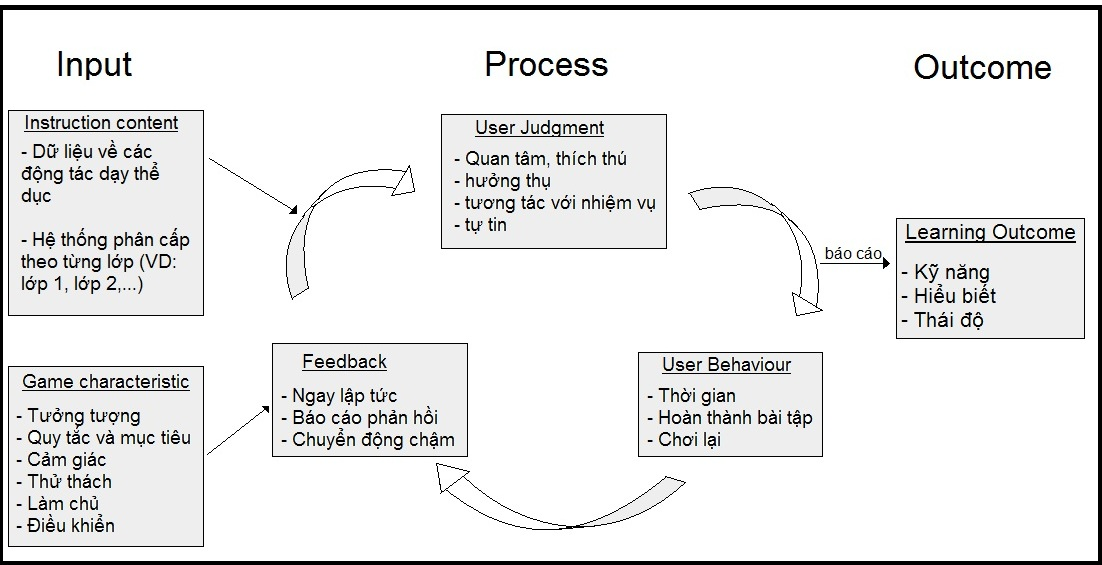 Input
Process
Outcome
Instruction content
- Dữ liệu về các
động tác dạy thể
dục
- Hệ thống phân cấp
theo từng lớp (VD:
lớp 1, lớp 2,...)
Game characteristic
- Tưởng tượng
- Quy tắc và mục tiêu
- Cảm giác
- Thử thách
- Làm chủ
- Điều khiển
User Judgment
- Quan tâm, thích thú
- hưởng thụ
- tương tác với nhiệm vụ
- tự tin
Feedback
- Ngay lập tức
- Báo cáo phản hồi
- Chuyển động chậm
User Behaviour
- Thời gian
- Hoàn thành bài tập
- Chơi lại
báo cáo
Learning Outcome
- Kỹ năng
- Hiểu biết
- Thái độ